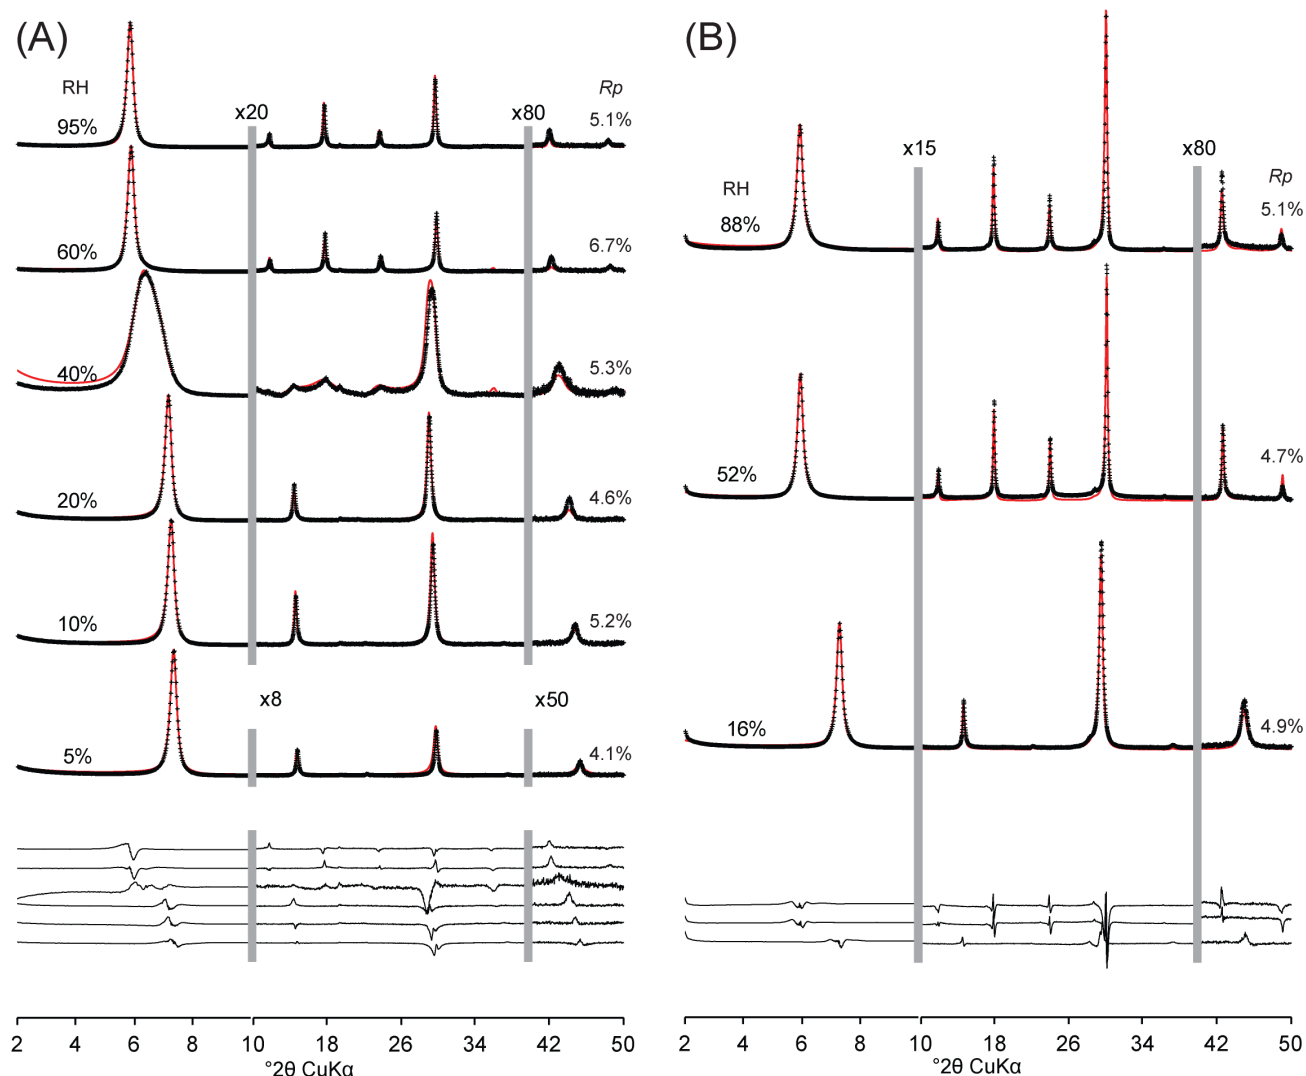 (A)
RH
Rp
x20
x80
95%
5.1%
60%
6.7%
40%
5.3%
20%
4.6%
10%
5.2%
x8
x50
5%
4.1%
2 4 6 8 10 18 26 34 42 50
°2θ CuKα
(B)
x15
x80
RH
Rp
88%
5.1%
52%
4.7%
16%
4.9%
2 4 6 8 10 18 26 34 42 50
°2θ CuKα